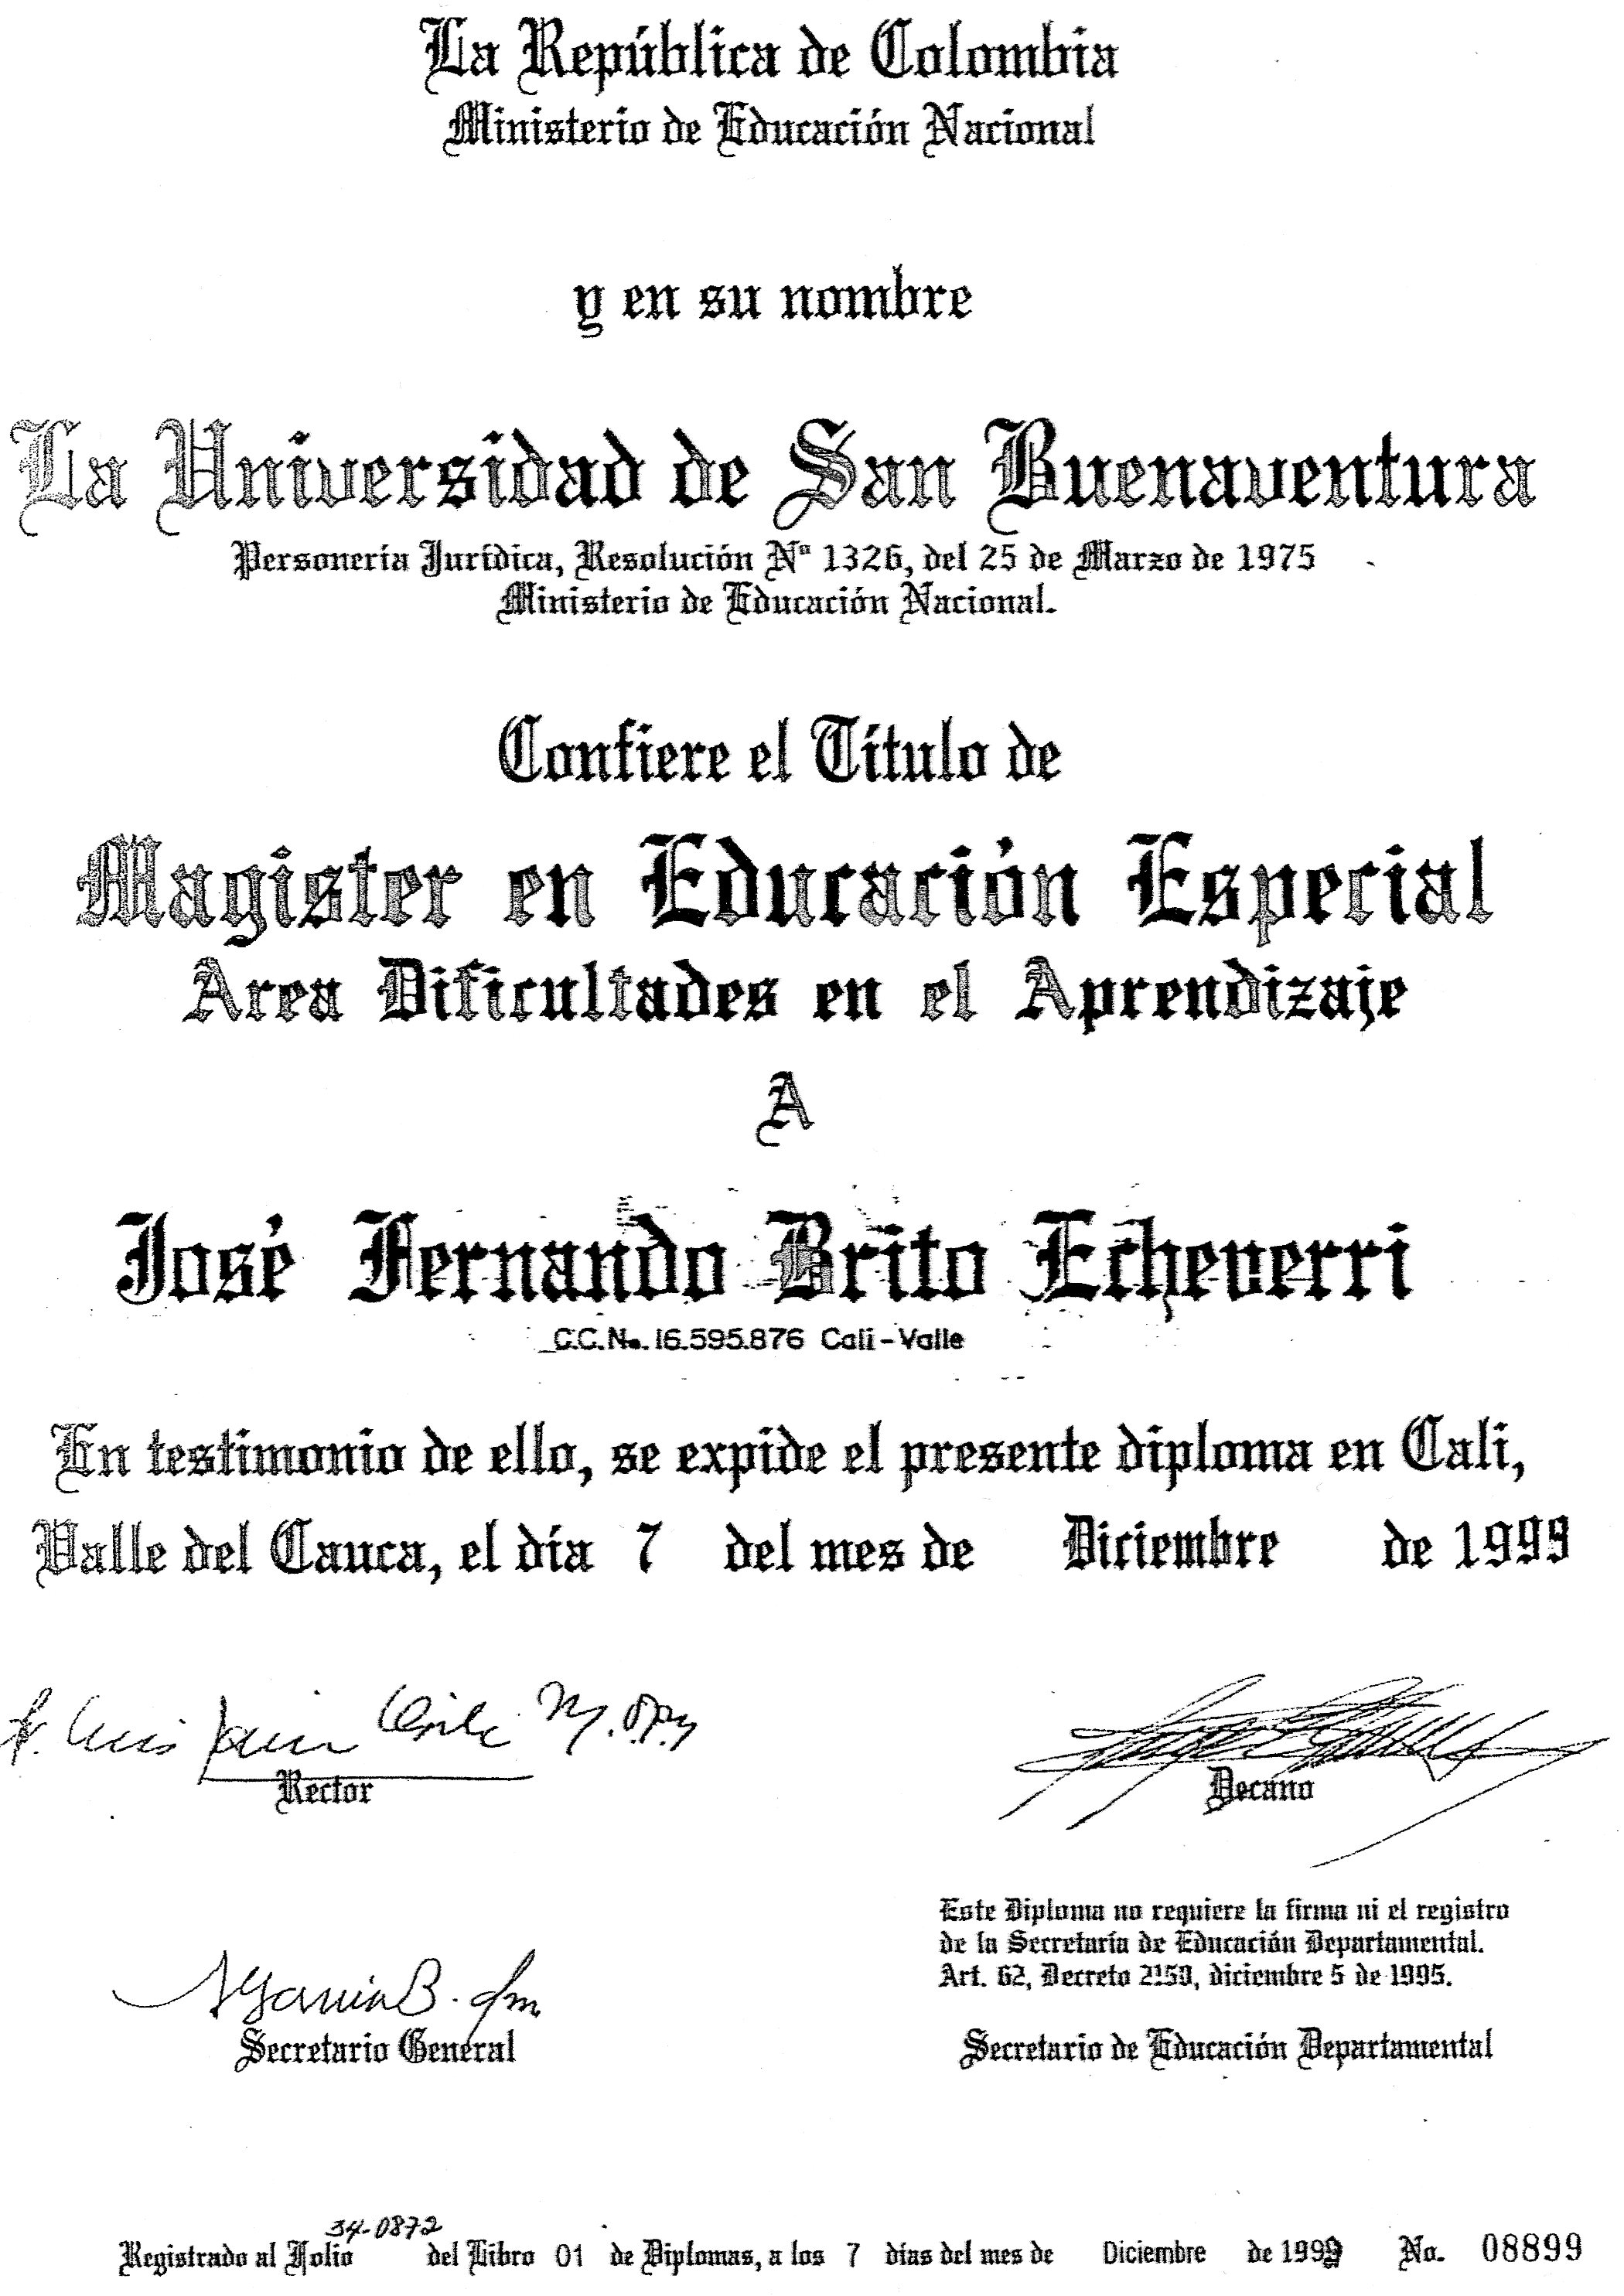 La República de Colombia
Ministerio de Educación Nacional
y en su nombre
La Universidad de San Buenaventura
Personería Jurídica, Resolución Nº 1326, del 25 de Marzo de 1975
Ministerio de Educación Nacional.
Confiere el Título de
Magister en Educación Especial
Area Dificultades en el Aprendizaje
A
José Fernando Brito Echeverri
C.C.No. 16.595.876 Cali-Valle
En testimonio de ello, se expide el presente diploma en Cali,
Valle del Cauca, el día 7 del mes de Diciembre de 1999
Rector
Decano
Este Diploma no requiere la firma ni el registro
de la Secretaría de Educación Departamental.
Art. 62, Decreto 2150, diciembre 5 de 1995.
Secretario General
Secretario de Educación Departamental
34-0872
Registrado al Folio del Libro 01 de Diplomas, a los 7 días del mes de Diciembre de 1999 No. 08899